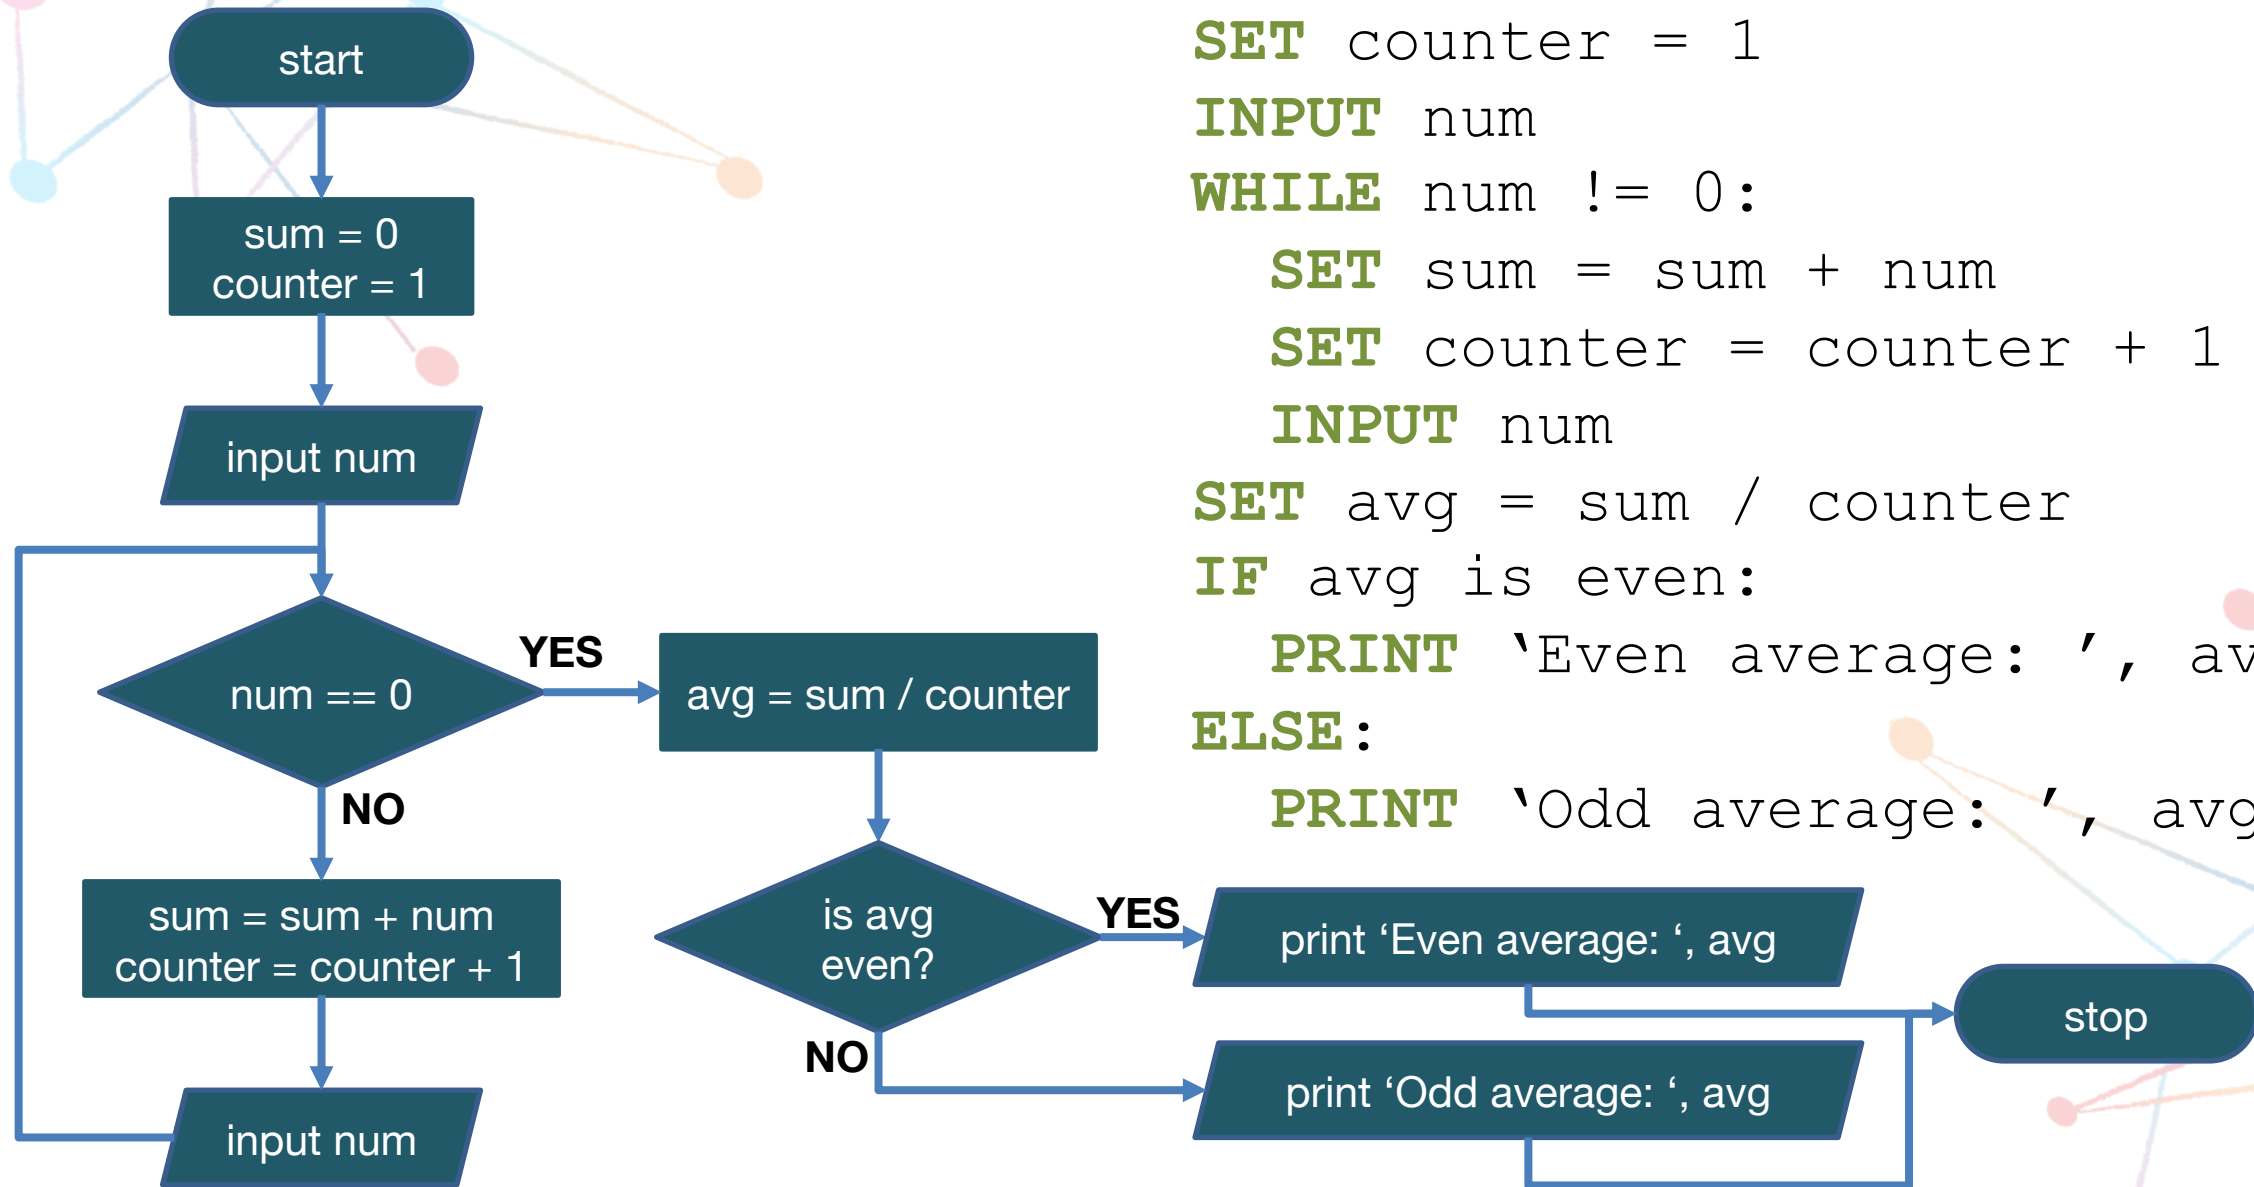 start
sum = 0
counter = 1
input num
num == 0
YES
NO
sum = sum + num
counter = counter + 1
input num
avg = sum / counter
is avg
even?
YES
NO
print ‘Even average: ‘, avg
print ‘Odd average: ‘, avg
stop
SET counter = 1
INPUT num
WHILE num != 0:
SET sum = sum + num
SET counter = counter + 1
INPUT num
SET avg = sum / counter
IF avg is even:
PRINT ‘Even average: ’, av
ELSE:
PRINT ‘Odd average: ’, avg